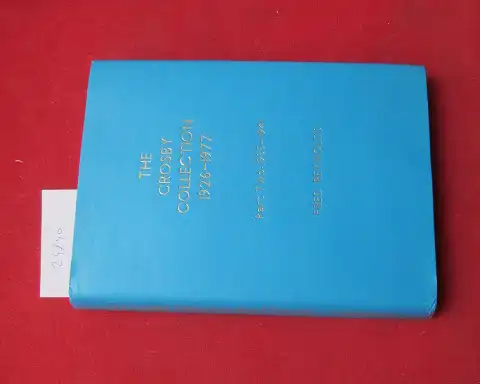 THE
CROSBY
COLLECTION
1926-1977
FRED REYNOLDS